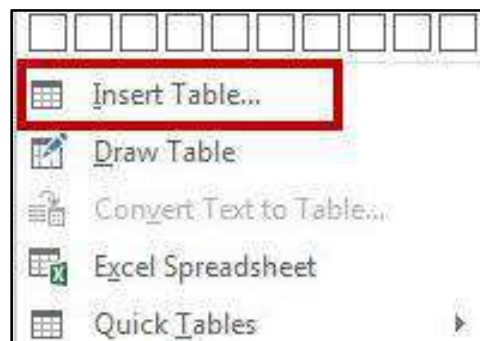 Insert Table...
Draw Table
Convert Text to Table...
Excel Spreadsheet
Quick Tables